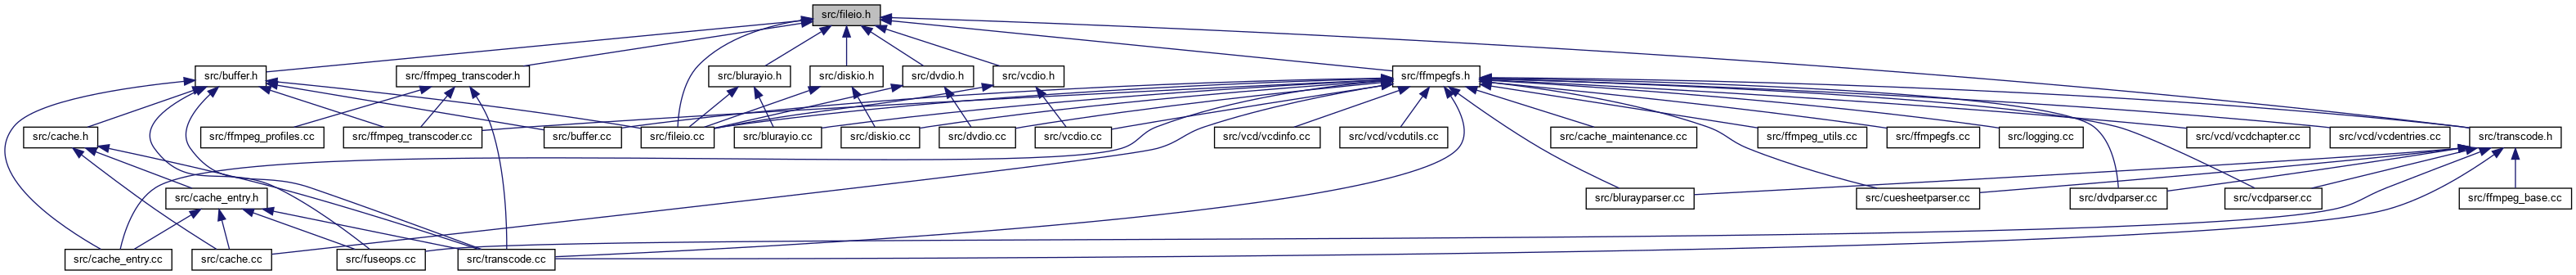 src/fileio.h
src/buffer.h
src/ffmpeg_transcoder.h
src/blurayio.h
src/diskio.h
src/dvdio.h
src/vcdio.h
src/ffmpegfs.h
src/cache.h
src/ffmpeg_profiles.cc
src/ffmpeg_transcoder.cc
src/buffer.cc
src/fileio.cc
src/blurayio.cc
src/diskio.cc
src/dvdio.cc
src/vcdio.cc
src/vcd/vcdinfo.cc
src/vcd/vcdutils.cc
src/cache_maintenance.cc
src/ffmpeg_utils.cc
src/ffmpegfs.cc
src/logging.cc
src/vcd/vcdchapter.cc
src/vcd/vcdentries.cc
src/transcode.h
src/cache_entry.h
src/blurayparser.cc
src/cuesheetparser.cc
src/dvdparser.cc
src/vcdparser.cc
src/ffmpeg_base.cc
src/cache_entry.cc
src/cache.cc
src/fuseops.cc
src/transcode.cc